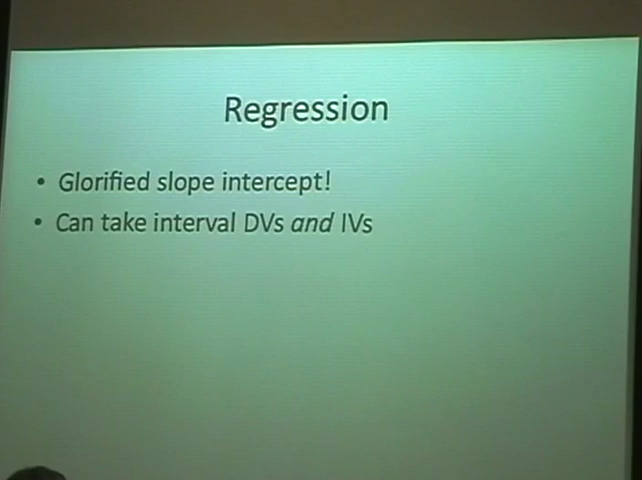 Regression
• Glorified slope intercept!
• Can take interval DVs and IVs